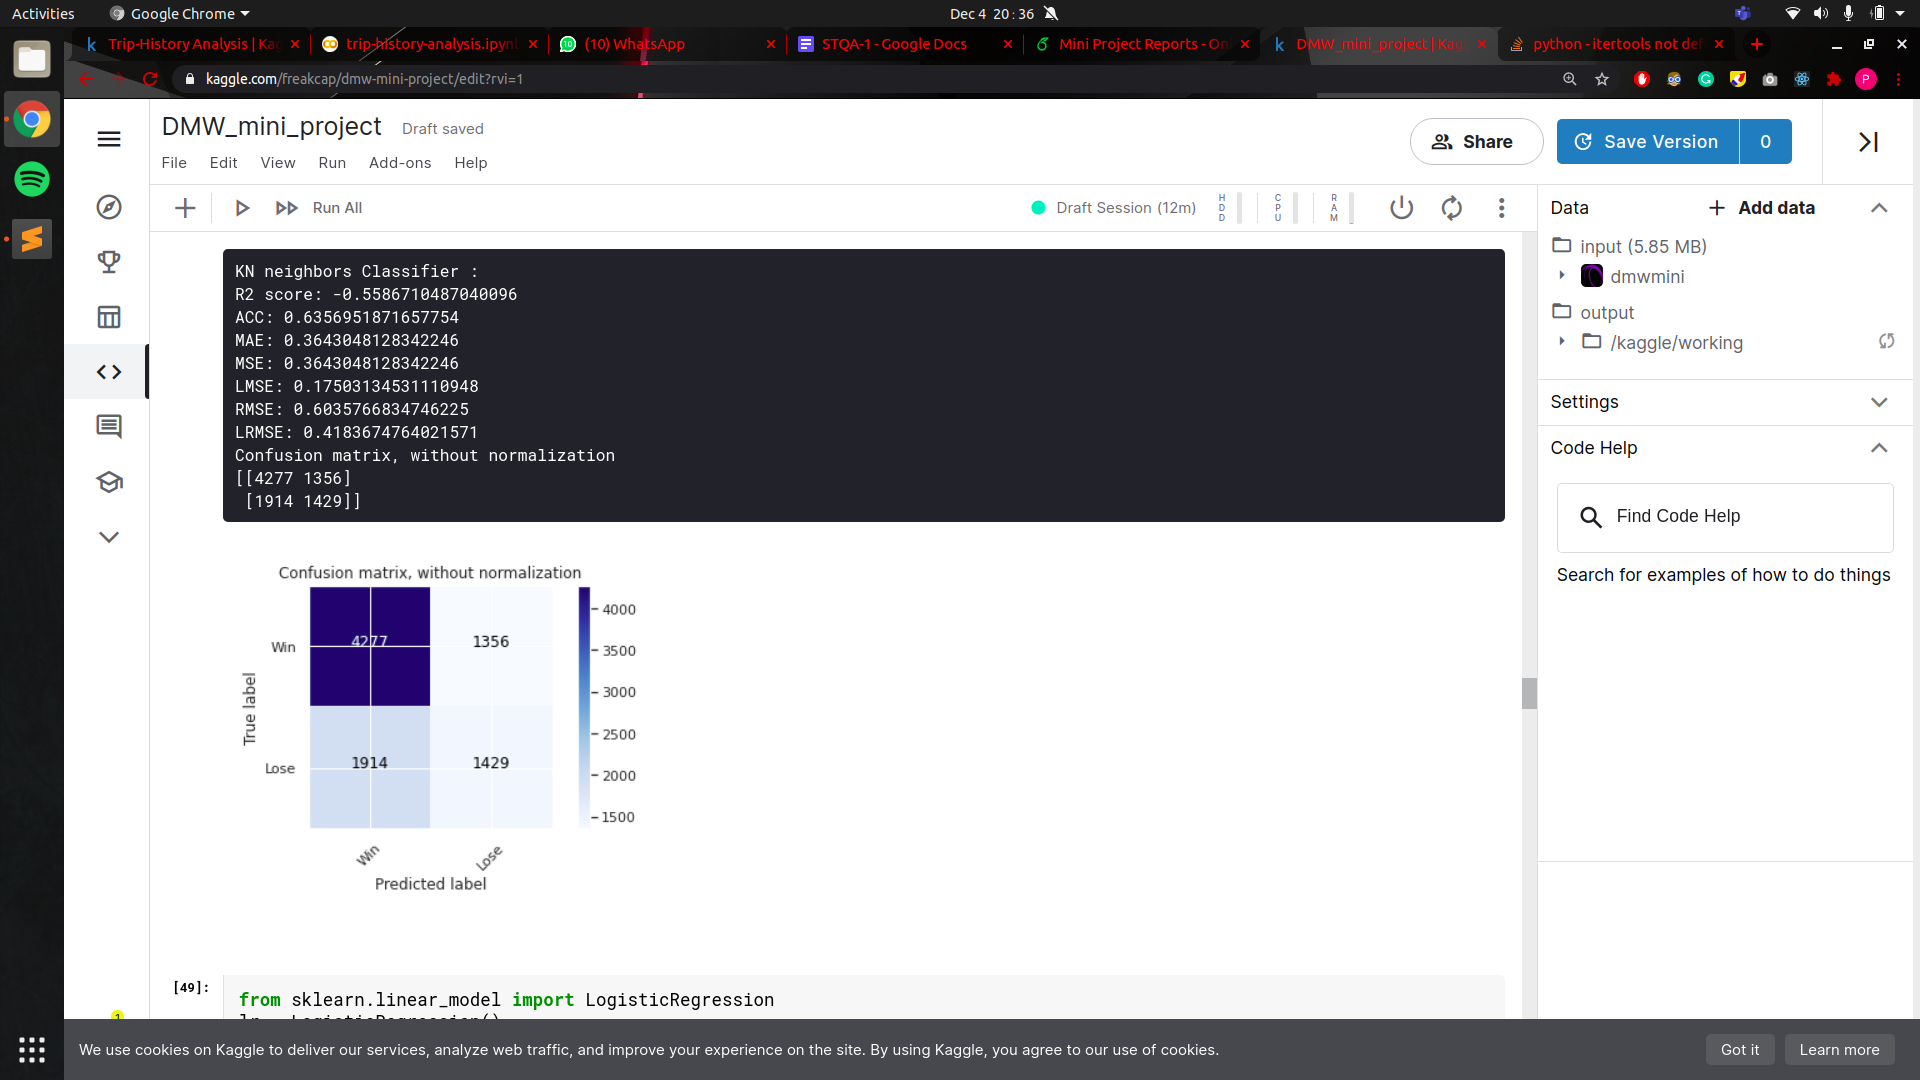 Activities
Google Chrome
Dec 4 20:36
Trip-History Analysis | Kag
trip-history-analysis.ipyn
(10) WhatsApp
STQA-1 - Google Docs
Mini Project Reports - On
DMW_mini_project | Kag
python - itertools not def
kaggle.com/freakcap/dmw-mini-project/edit?rvi=1
P
DMW_mini_project
Draft saved
File Edit View Run Add-ons Help
Share
Save Version 0
Run All
Draft Session (12m)
HDD
CPU
RAM
KN neighbors Classifier :
R2 score: -0.5586710487040096
ACC: 0.6356951871657754
MAE: 0.3643048128342246
MSE: 0.3643048128342246
LMSE: 0.17503134531110948
RMSE: 0.6035766834746225
LRMSE: 0.4183674764021571
Confusion matrix, without normalization
[[4277 1356]
[1914 1429]]
Confusion matrix, without normalization
4277 1356
1914 1429
Win
Lose
True label
Win
Lose
Predicted label
4000
3500
3000
2500
2000
1500
[49]:
from sklearn.linear_model import LogisticRegression
Data
Add data
input (5.85 MB)
dmwmini
output
/kaggle/working
Settings
Code Help
Find Code Help
Search for examples of how to do things
We use cookies on Kaggle to deliver our services, analyze web traffic, and improve your experience on the site. By using Kaggle, you agree to our use of cookies.
Got it
Learn more